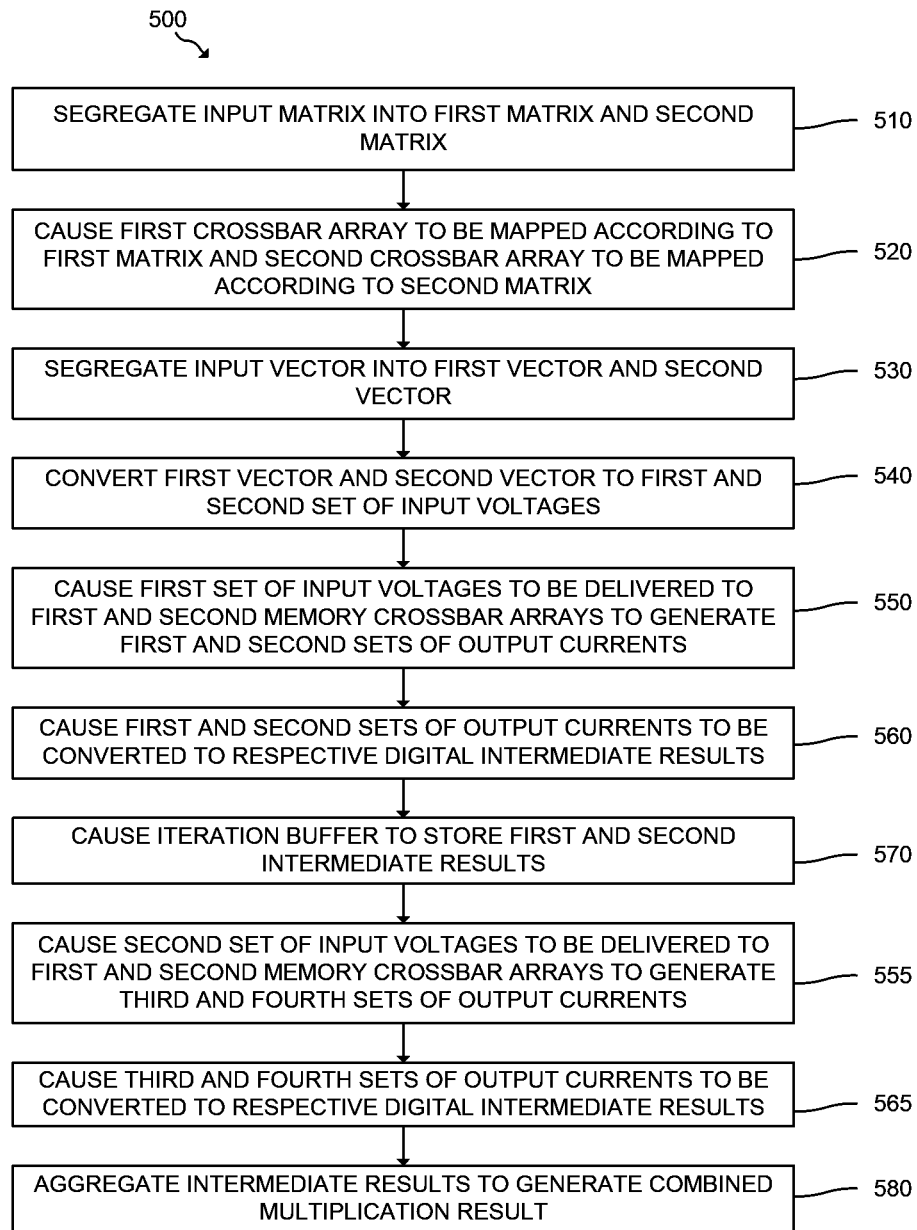 500
SEGREGATE INPUT MATRIX INTO FIRST MATRIX AND SECOND
MATRIX
510
CAUSE FIRST CROSSBAR ARRAY TO BE MAPPED ACCORDING TO
FIRST MATRIX AND SECOND CROSSBAR ARRAY TO BE MAPPED
ACCORDING TO SECOND MATRIX
520
SEGREGATE INPUT VECTOR INTO FIRST VECTOR AND SECOND
VECTOR
530
CONVERT FIRST VECTOR AND SECOND VECTOR TO FIRST AND
SECOND SET OF INPUT VOLTAGES
540
CAUSE FIRST SET OF INPUT VOLTAGES TO BE DELIVERED TO
FIRST AND SECOND MEMORY CROSSBAR ARRAYS TO GENERATE
FIRST AND SECOND SETS OF OUTPUT CURRENTS
550
CAUSE FIRST AND SECOND SETS OF OUTPUT CURRENTS TO BE
CONVERTED TO RESPECTIVE DIGITAL INTERMEDIATE RESULTS
560
CAUSE ITERATION BUFFER TO STORE FIRST AND SECOND
INTERMEDIATE RESULTS
570
CAUSE SECOND SET OF INPUT VOLTAGES TO BE DELIVERED TO
FIRST AND SECOND MEMORY CROSSBAR ARRAYS TO GENERATE
THIRD AND FOURTH SETS OF OUTPUT CURRENTS
555
CAUSE THIRD AND FOURTH SETS OF OUTPUT CURRENTS TO BE
CONVERTED TO RESPECTIVE DIGITAL INTERMEDIATE RESULTS
565
AGGREGATE INTERMEDIATE RESULTS TO GENERATE COMBINED
MULTIPLICATION RESULT
580